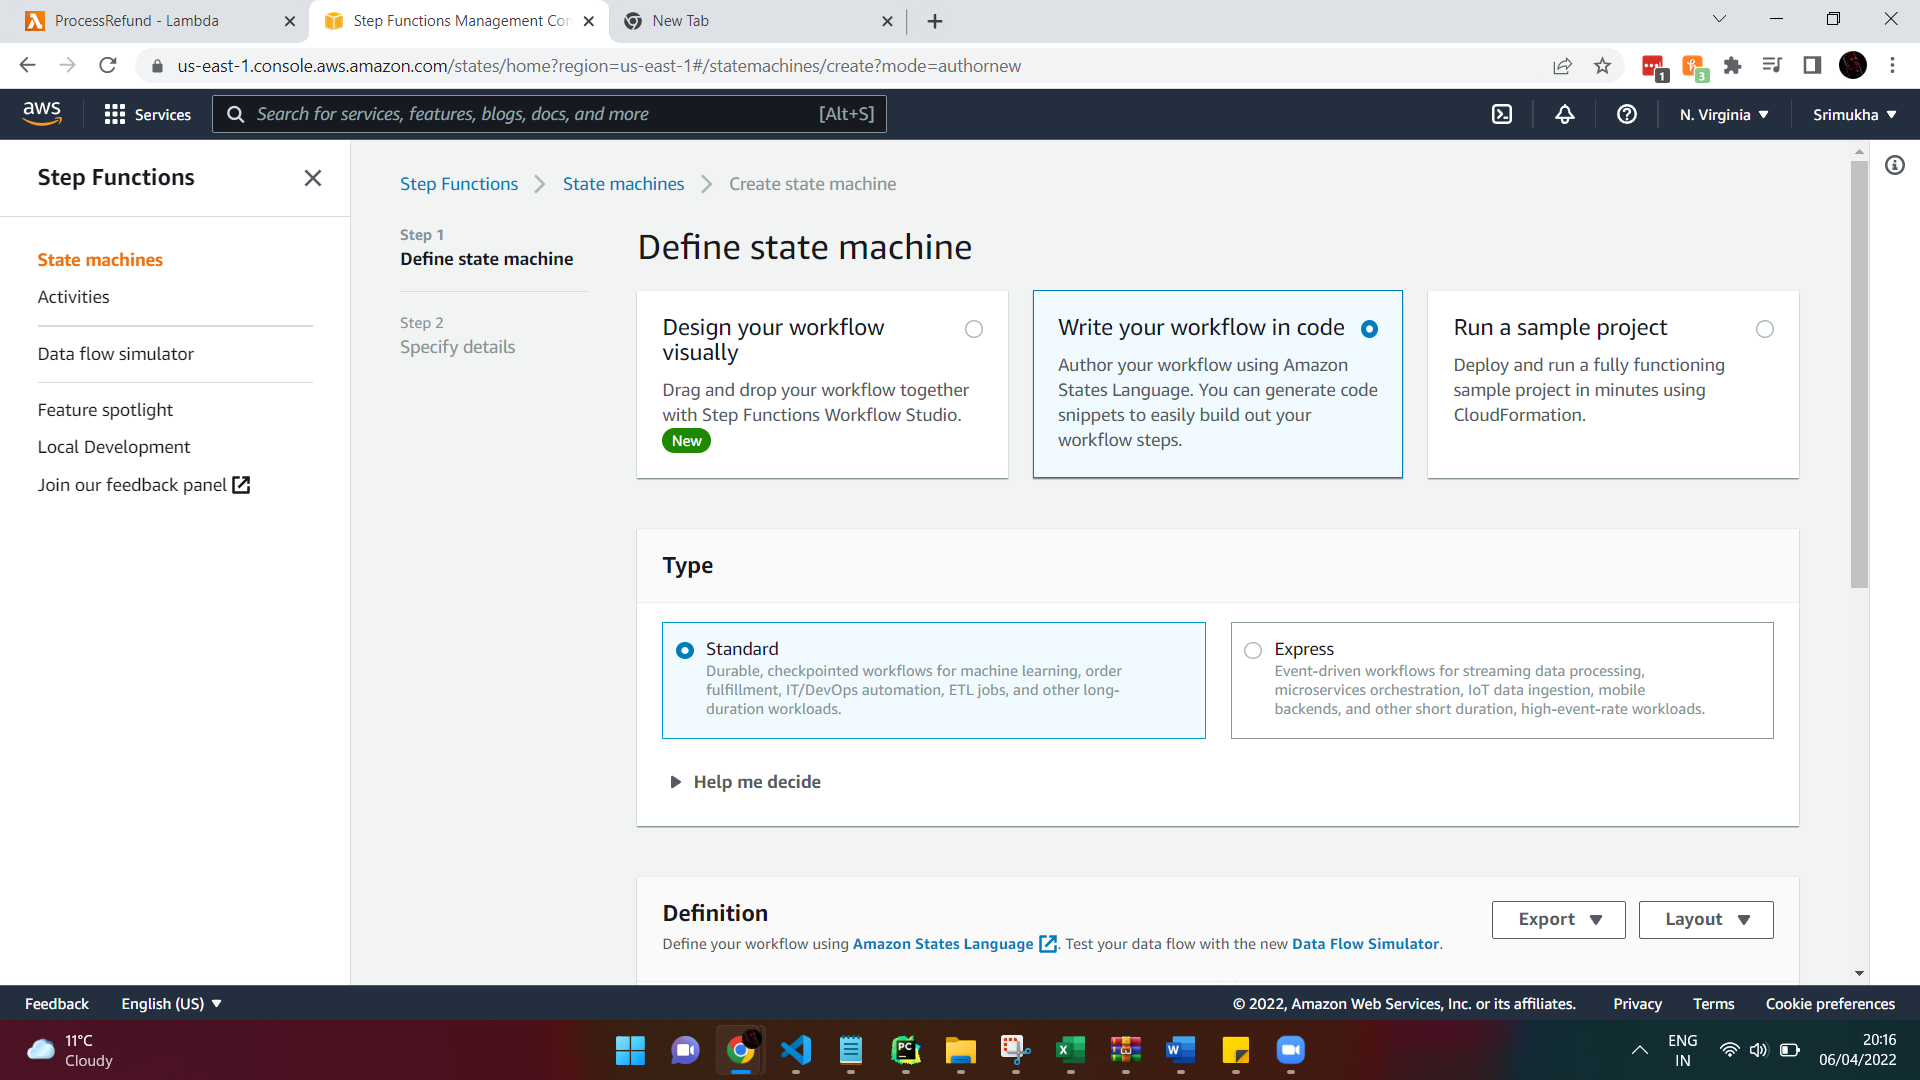 ProcessRefund - Lambda
Step Functions Management Con
New Tab
us-east-1.console.aws.amazon.com/states/home?region=us-east-1#/statemachines/create?mode=authornew
1
3
aws
Services
Search for services, features, blogs, docs, and more
[Alt+S]
N. Virginia
Srimukha
Step Functions
State machines
Activities
Data flow simulator
Feature spotlight
Local Development
Join our feedback panel
Step Functions
State machines
Create state machine
Step 1
Define state machine
Step 2
Specify details
Define state machine
Design your workflow
visually
Drag and drop your workflow together
with Step Functions Workflow Studio.
New
Write your workflow in code
Author your workflow using Amazon
States Language. You can generate code
snippets to easily build out your
workflow steps.
Run a sample project
Deploy and run a fully functioning
sample project in minutes using
CloudFormation.
Type
Standard
Durable, checkpointed workflows for machine learning, order
fulfillment, IT/DevOps automation, ETL jobs, and other long-
duration workloads.
Express
Event-driven workflows for streaming data processing,
microservices orchestration, IoT data ingestion, mobile
backends, and other short duration, high-event-rate workloads.
Help me decide
Definition
Define your workflow using Amazon States Language. Test your data flow with the new Data Flow Simulator.
Export
Layout
Feedback
English (US)
© 2022, Amazon Web Services, Inc. or its affiliates.
Privacy
Terms
Cookie preferences
11°C
Cloudy
PC
X
W
ENG
IN
20:16
06/04/2022